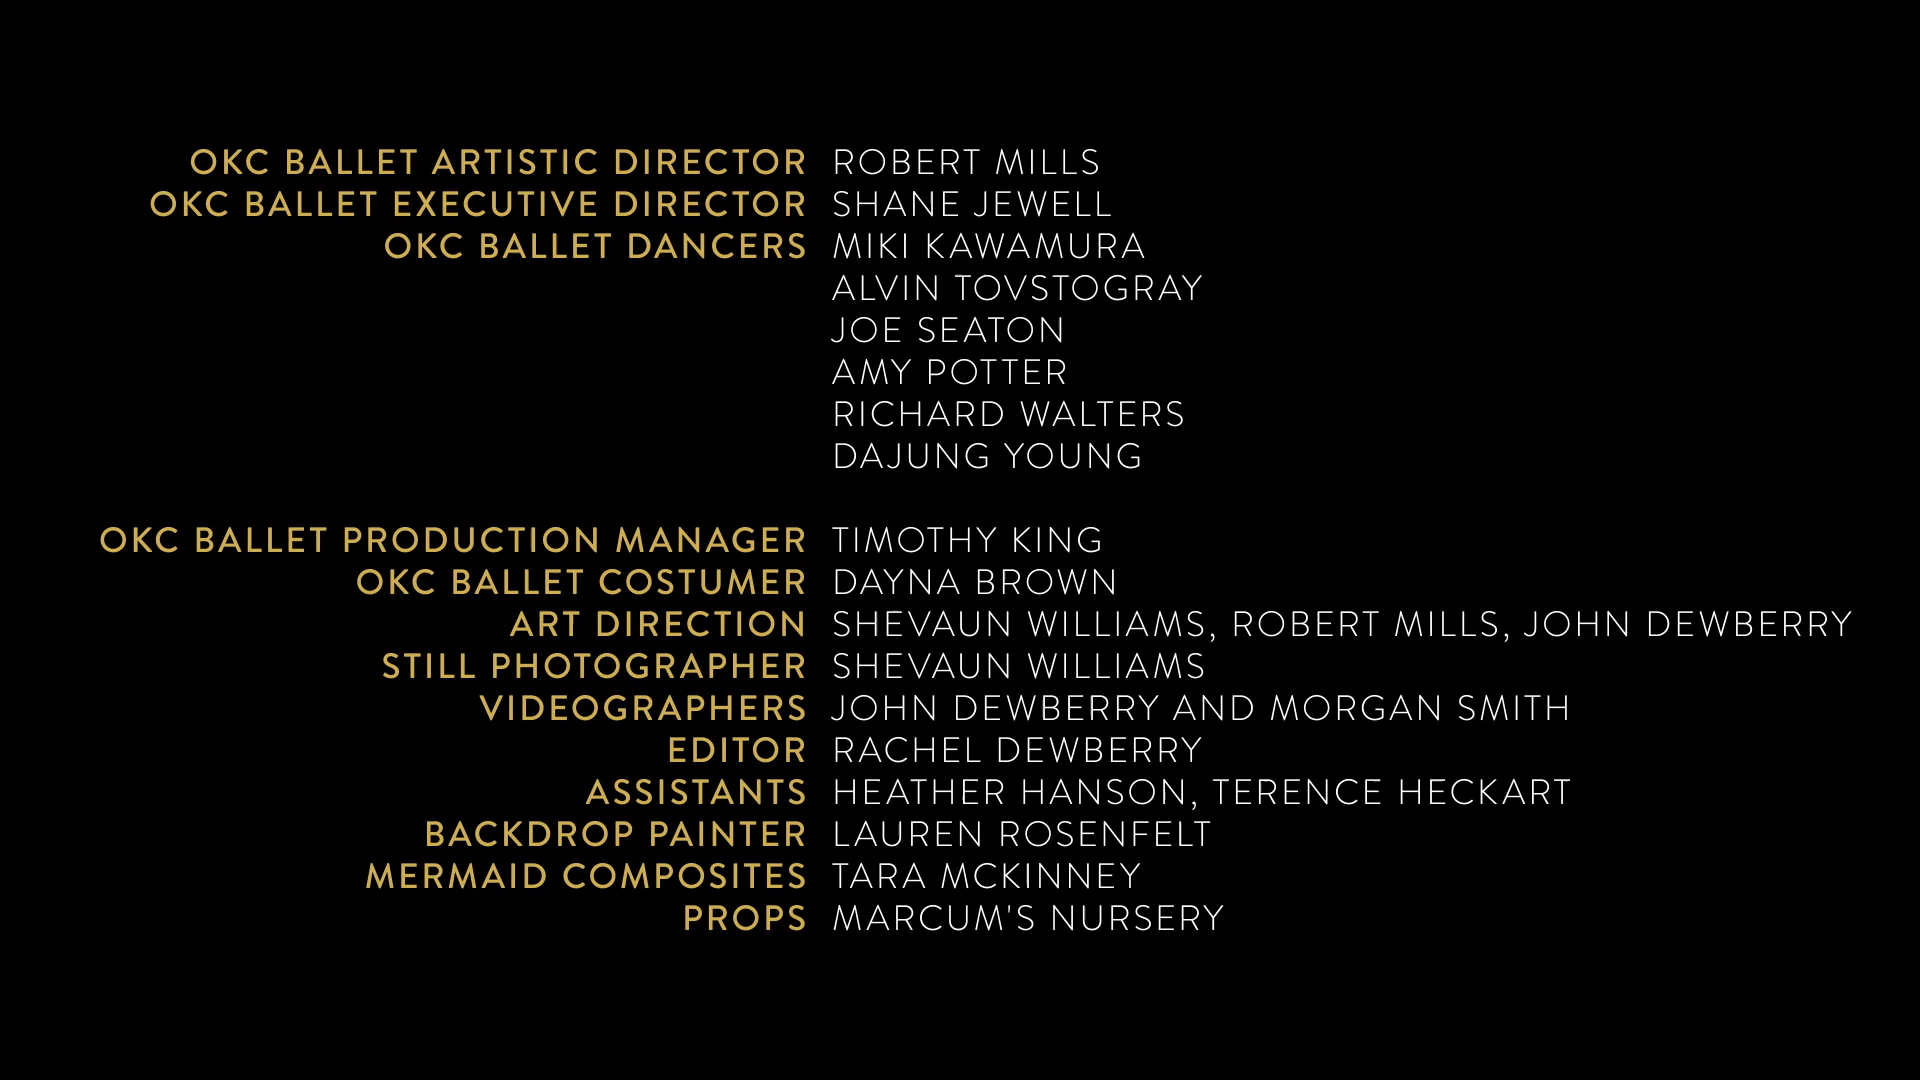 OKC BALLET ARTISTIC DIRECTOR ROBERT MILLS
OKC BALLET EXECUTIVE DIRECTOR SHANE JEWELL
OKC BALLET DANCERS MIKI KAWAMURA
ALVIN TOVSTOGRAY
JOE SEATON
AMY POTTER
RICHARD WALTERS
DAJUNG YOUNG
OKC BALLET PRODUCTION MANAGER TIMOTHY KING
OKC BALLET COSTUMER DAYNA BROWN
ART DIRECTION SHEVAUN WILLIAMS, ROBERT MILLS, JOHN DEWBERRY
STILL PHOTOGRAPHER SHEVAUN WILLIAMS
VIDEOGRAPHERS JOHN DEWBERRY AND MORGAN SMITH
EDITOR RACHEL DEWBERRY
ASSISTANTS HEATHER HANSON, TERENCE HECKART
BACKDROP PAINTER LAUREN ROSENFELT
MERMAID COMPOSITES TARA MCKINNEY
PROPS MARCUM'S NURSERY